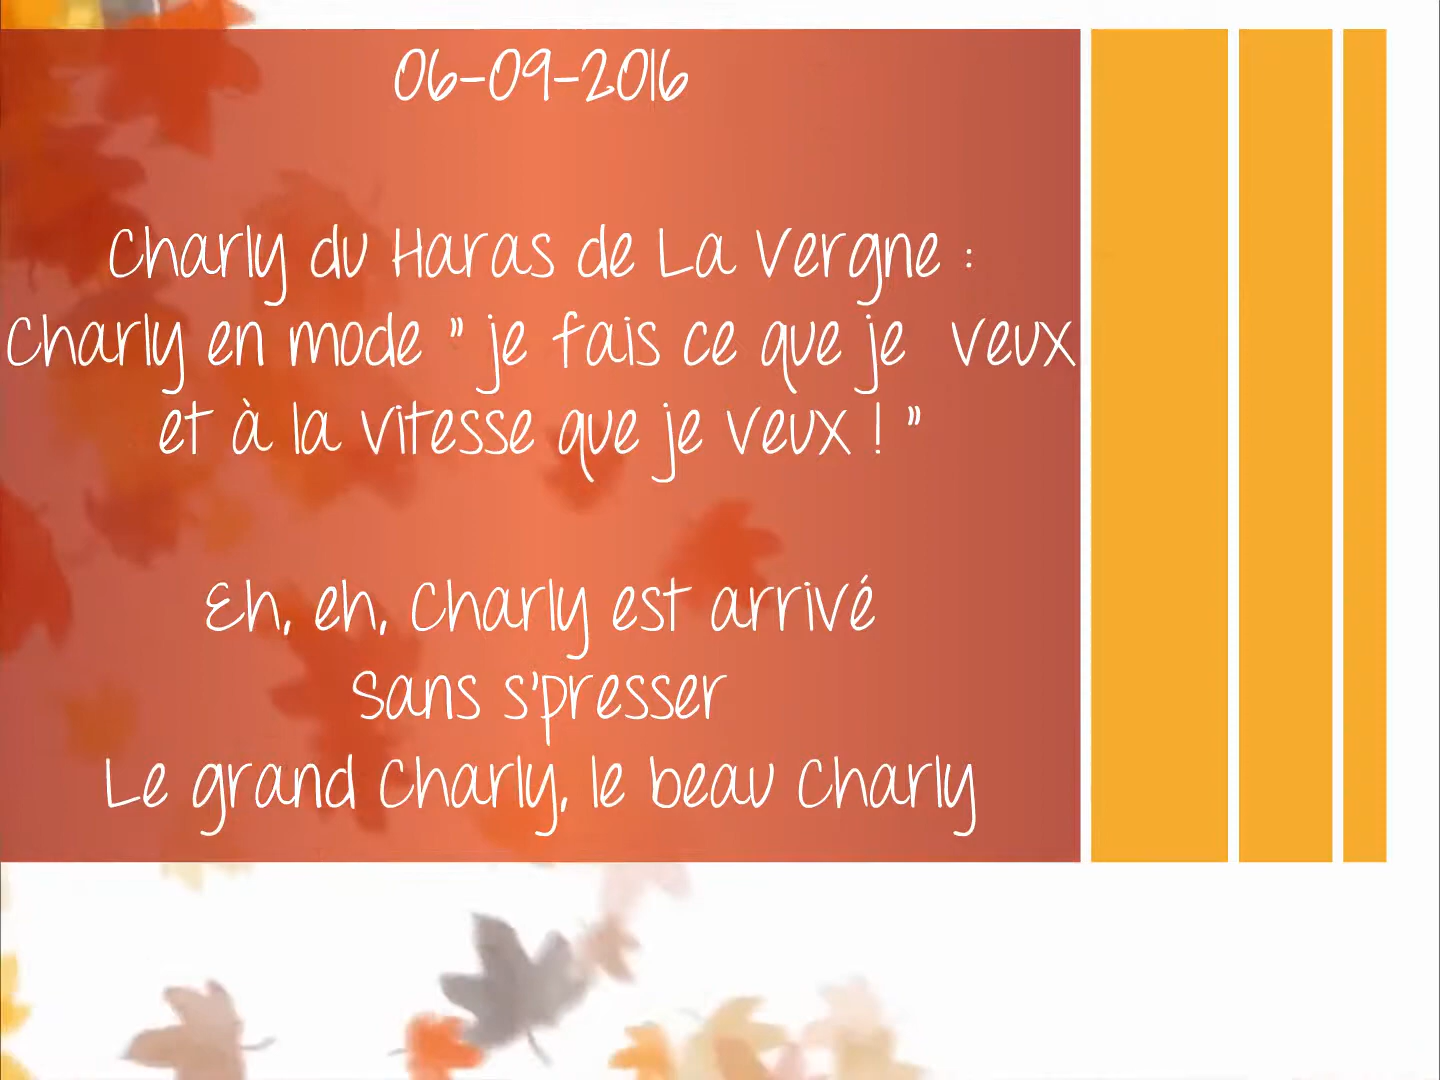 06-09-2016
Charly du Haras de La Vergne :
Charly en mode " je fais ce que je veux
et à la vitesse que je veux ! "
Eh, eh, Charly est arrivé
Sans s'presser
Le grand Charly, le beau Charly